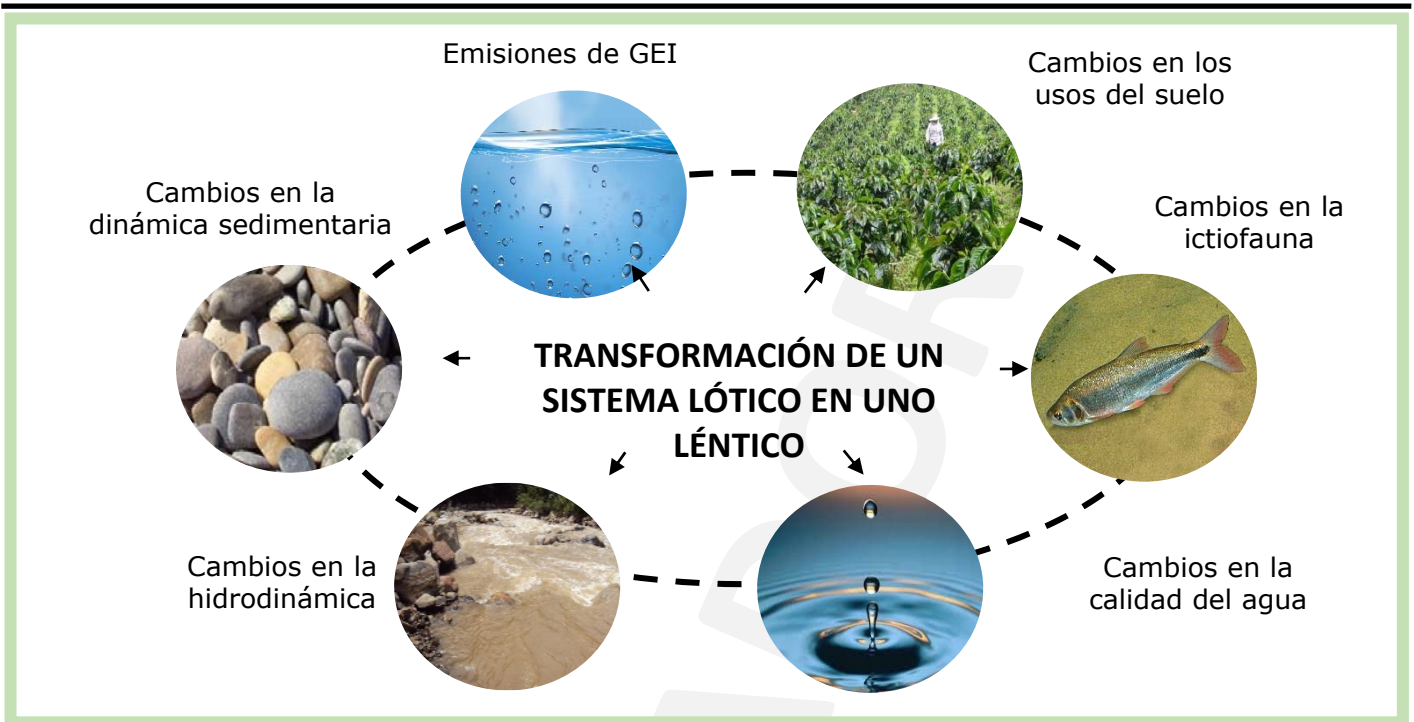 Emisiones de GEI
Cambios en los
usos del suelo
Cambios en la
dinámica sedimentaria
Cambios en la
ictiofauna
TRANSFORMACIÓN DE UN
SISTEMA LÓTICO EN UNO
LÉNTICO
Cambios en la
hidrodinámica
Cambios en la
calidad del agua